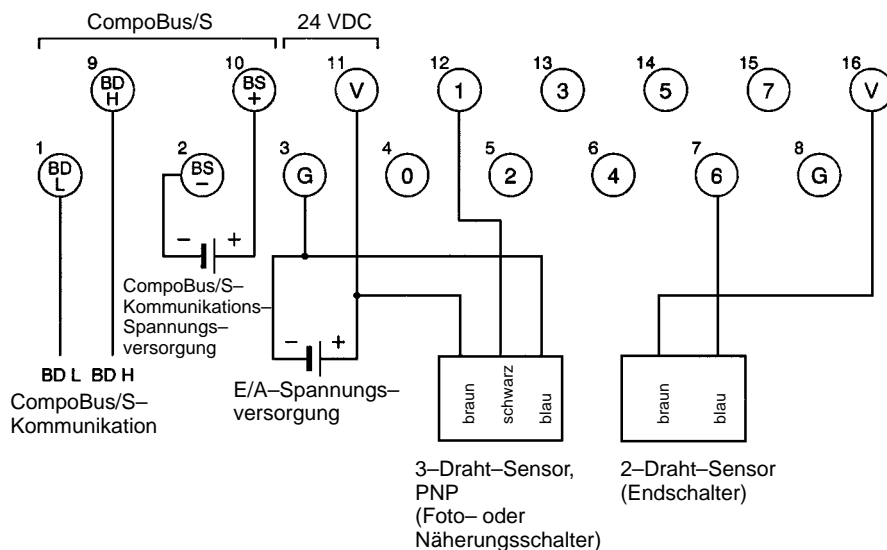 CompoBus/S 24 VDC
9 10 11 12 13 14 15 16
BD H BS + V 1 3 5 7 V
1 2 3 4 5 6 7 8
BD L BS – G 0 2 4 6 G
– +
CompoBus/S–
Kommunikations–
Spannungs–
versorgung
– +
E/A–Spannungs–
versorgung
BD L BD H
CompoBus/S–
Kommunikation
braun schwarz blau
3–Draht–Sensor,
PNP
(Foto– oder
Näherungsschalter)
braun blau
2–Draht–Sensor
(Endschalter)